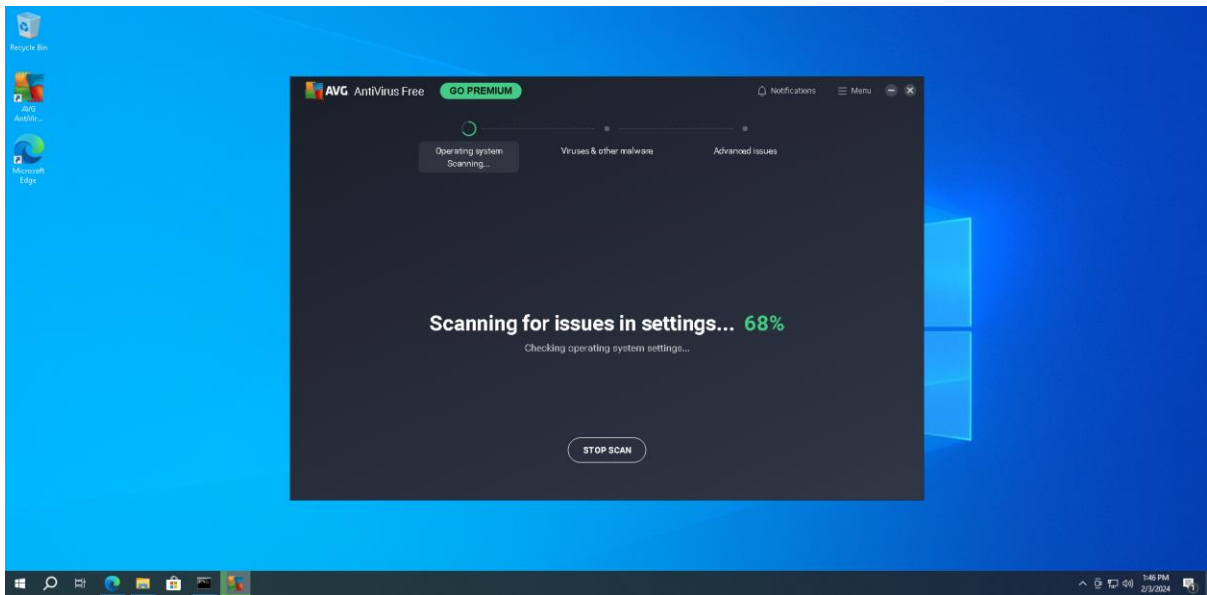 Recycle Bin
AVG
AntiVir...
Microsoft
Edge
AVG AntiVirus Free
GO PREMIUM
Notifications
Menu
Operating system
Scanning...
Viruses & other malware
Advanced issues
Scanning for issues in settings... 68%
Checking operating system settings...
STOP SCAN
1:46 PM
2/3/2024